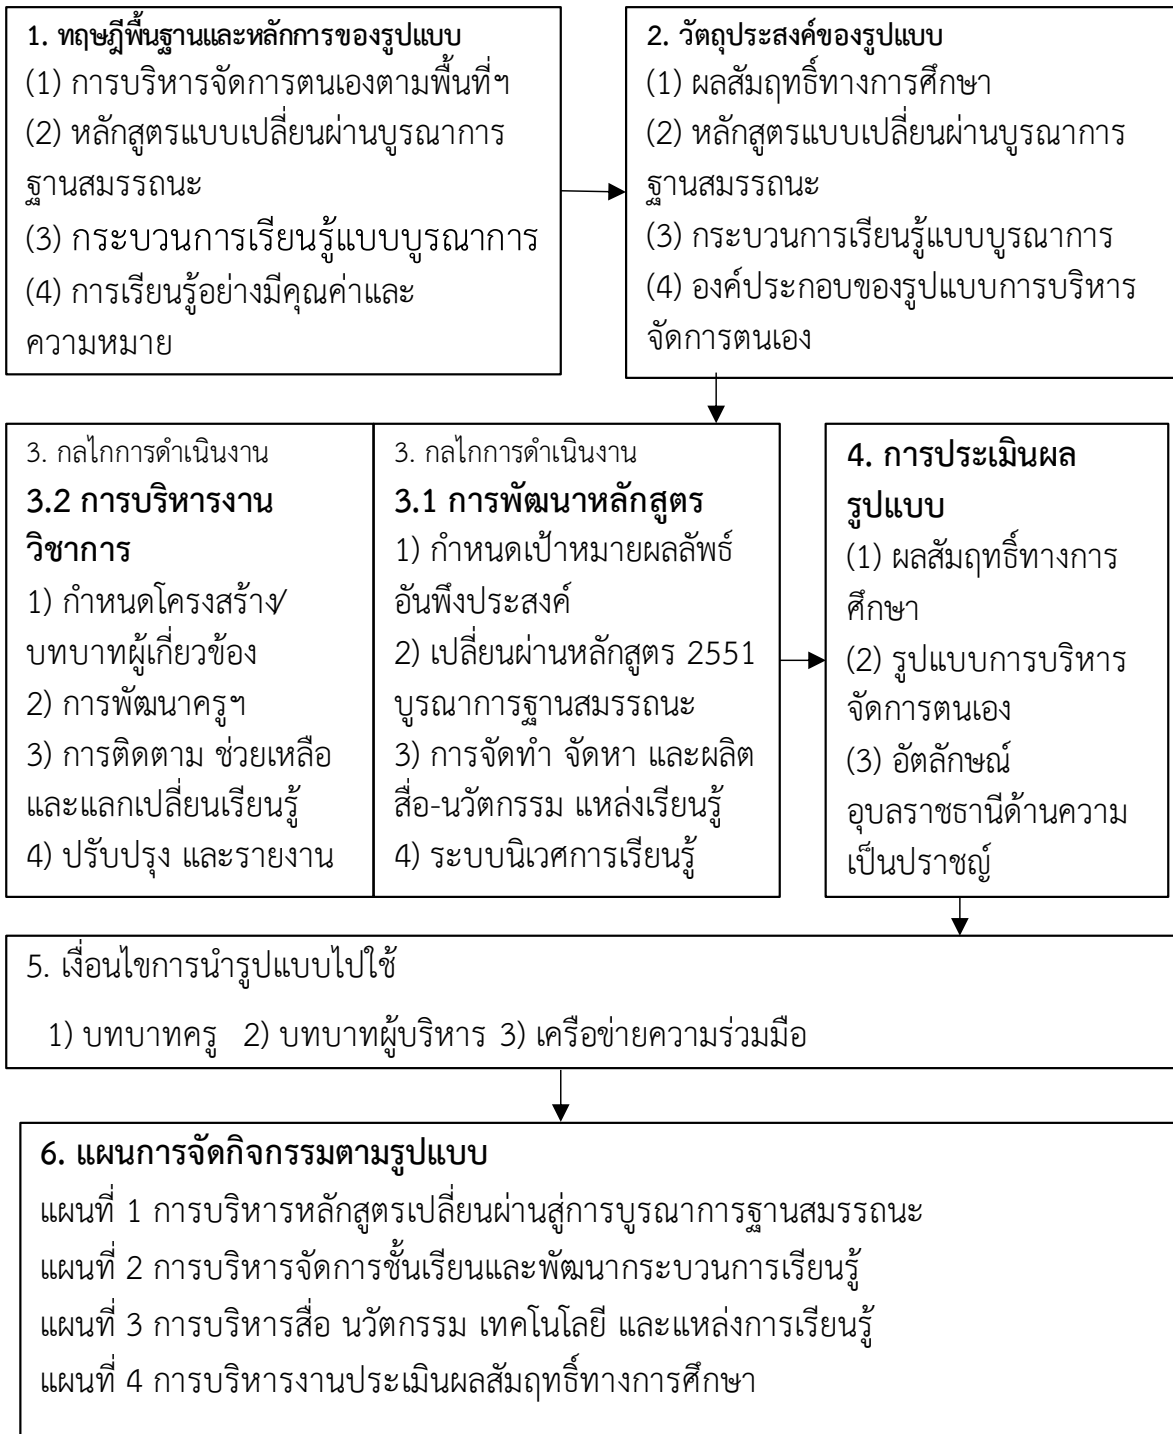 1. ทฤษฎีพื้นฐานและหลักการของรูปแบบ
(1) การบริหารจัดการตนเองตามพื้นที่ฯ
(2) หลักสูตรแบบเปลี่ยนผ่านบูรณาการ
ฐานสมรรถนะ
(3) กระบวนการเรียนรู้แบบบูรณาการ
(4) การเรียนรู้อย่างมีคุณค่าและ
ความหมาย
2. วัตถุประสงค์ของรูปแบบ
(1) ผลสัมฤทธิ์ทางการศึกษา
(2) หลักสูตรแบบเปลี่ยนผ่านบูรณาการ
ฐานสมรรถนะ
(3) กระบวนการเรียนรู้แบบบูรณาการ
(4) องค์ประกอบของรูปแบบการบริหาร
จัดการตนเอง
3. กลไกการดำเนินงาน
3.2 การบริหารงาน
วิชาการ
1) กำหนดโครงสร้าง/
บทบาทผู้เกี่ยวข้อง
2) การพัฒนาครูฯ
3) การติดตาม ช่วยเหลือ
และแลกเปลี่ยนเรียนรู้
4) ปรับปรุง และรายงาน
3. กลไกการดำเนินงาน
3.1 การพัฒนาหลักสูตร
1) กำหนดเป้าหมายผลลัพธ์
อันพึงประสงค์
2) เปลี่ยนผ่านหลักสูตร 2551
บูรณาการฐานสมรรถนะ
3) การจัดทำ จัดหา และผลิต
สื่อ-นวัตกรรม แหล่งเรียนรู้
4) ระบบนิเวศการเรียนรู้
4. การประเมินผล
รูปแบบ
(1) ผลสัมฤทธิ์ทางการ
ศึกษา
(2) รูปแบบการบริหาร
จัดการตนเอง
(3) อัตลักษณ์
อุบลราชธานีด้านความ
เป็นปราชญ์
5. เงื่อนไขการนำรูปแบบไปใช้
1) บทบาทครู 2) บทบาทผู้บริหาร 3) เครือข่ายความร่วมมือ
6. แผนการจัดกิจกรรมตามรูปแบบ
แผนที่ 1 การบริหารหลักสูตรเปลี่ยนผ่านสู่การบูรณาการฐานสมรรถนะ
แผนที่ 2 การบริหารจัดการชั้นเรียนและพัฒนากระบวนการเรียนรู้
แผนที่ 3 การบริหารสื่อ นวัตกรรม เทคโนโลยี และแหล่งการเรียนรู้
แผนที่ 4 การบริหารงานประเมินผลสัมฤทธิ์ทางการศึกษา